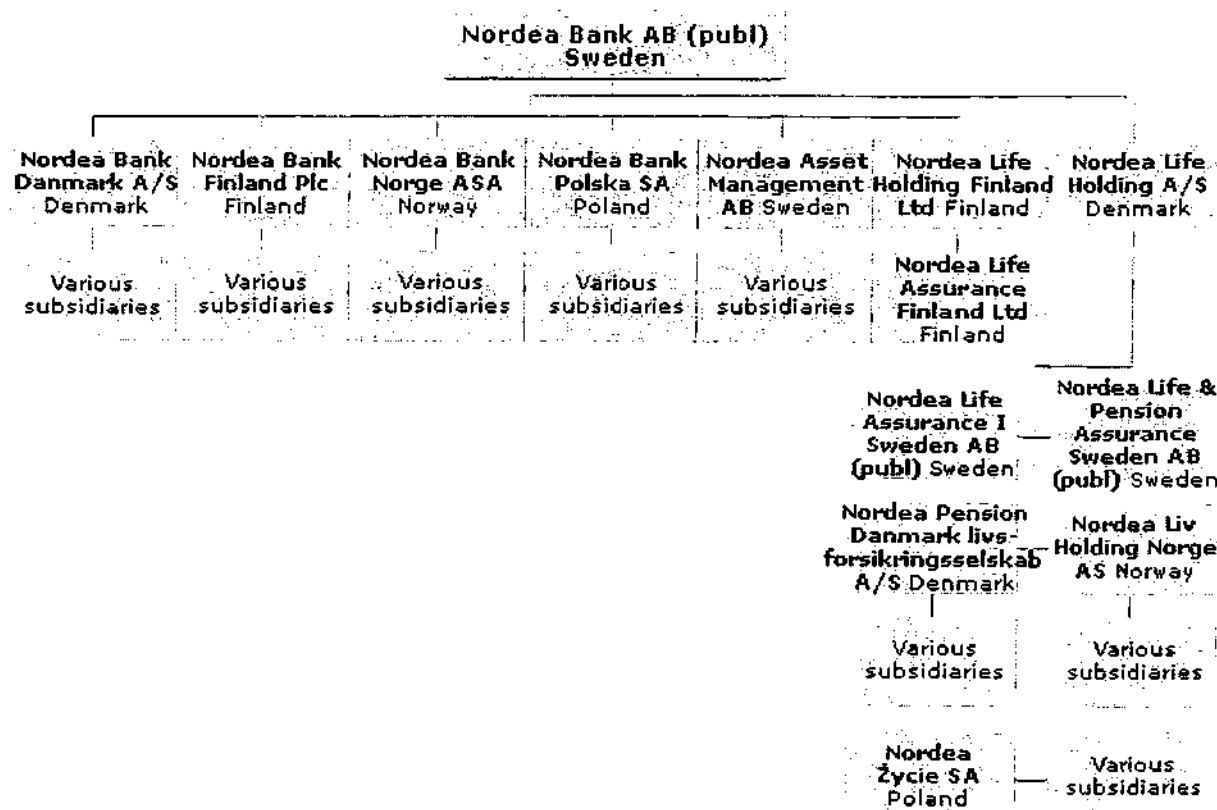 Nordea Bank AB (publ)
Sweden
Nordea Bank
Danmark A/S
Denmark
Nordea Bank
Finland Plc
Finland
Nordea Bank
Norge ASA
Norway
Nordea Bank
Polska SA
Poland
Nordea Asset
Management
AB Sweden
Nordea Life
Holding Finland
Ltd Finland
Nordea Life
Holding A/S
Denmark
Various
subsidiaries
Various
subsidiaries
Various
subsidiaries
Various
subsidiaries
Various
subsidiaries
Nordea Life
Assurance
Finland Ltd
Finland
Nordea Life
Assurance I
Sweden AB
(publ) Sweden
Nordea Life &
Pension
Assurance
Sweden AB
(publ) Sweden
Nordea Pension
Danmark livs-
forsikringsselskab
A/S Denmark
Nordea Liv
Holding Norge
AS Norway
Various
subsidiaries
Various
subsidiaries
Nordea
Życie SA
Poland
Various
subsidiaries